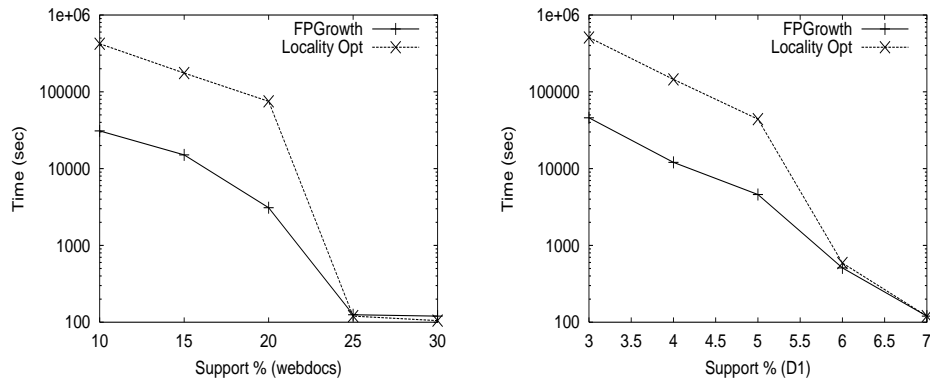 1e+06
100000
10000
1000
100
Time (sec)
FPGrowth
Locality Opt
10 15 20 25 30
Support % (webdocs)
1e+06
100000
10000
1000
100
Time (sec)
FPGrowth
Locality Opt
3 3.5 4 4.5 5 5.5 6 6.5 7
Support % (D1)